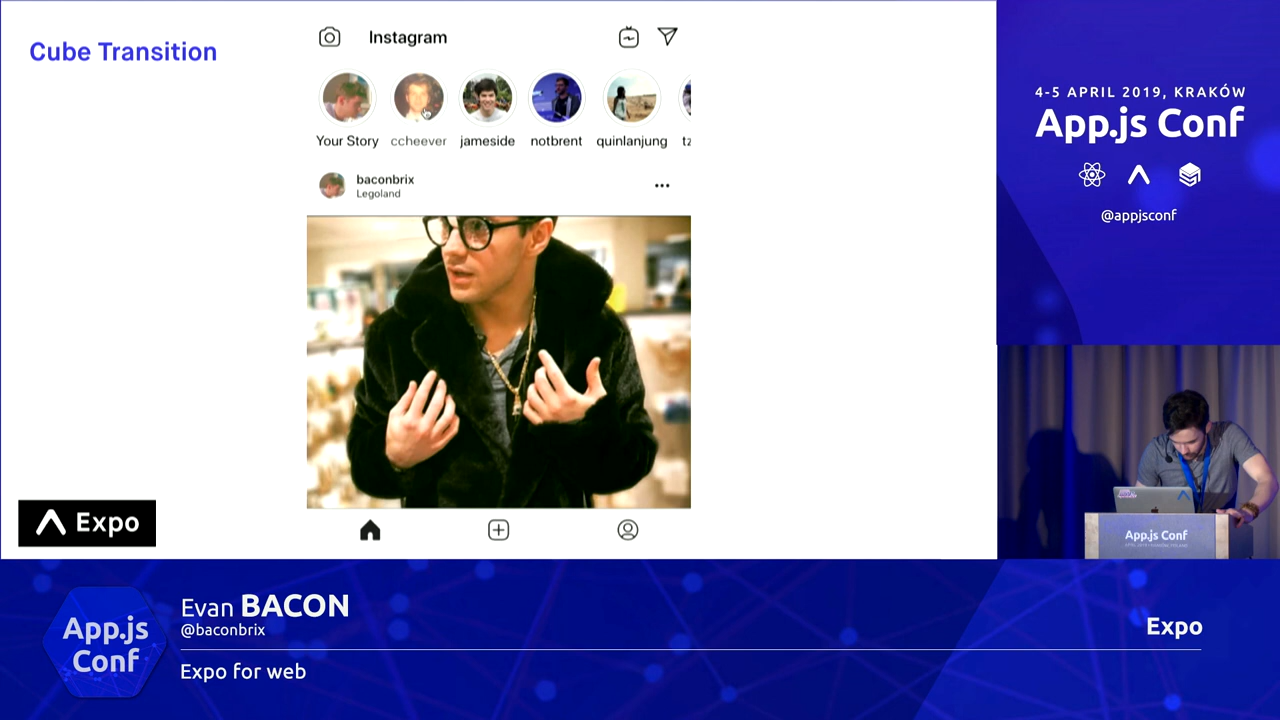 Cube Transition
Instagram
Your Story
ccheever
jameside
notbrent
quinlanjung
tz
baconbrix
Legoland
Expo
4-5 APRIL 2019, KRAKÓW
App.js Conf
@appjsconf
App.js Conf
App.js
Conf
Evan BACON
@baconbrix
Expo for web
Expo